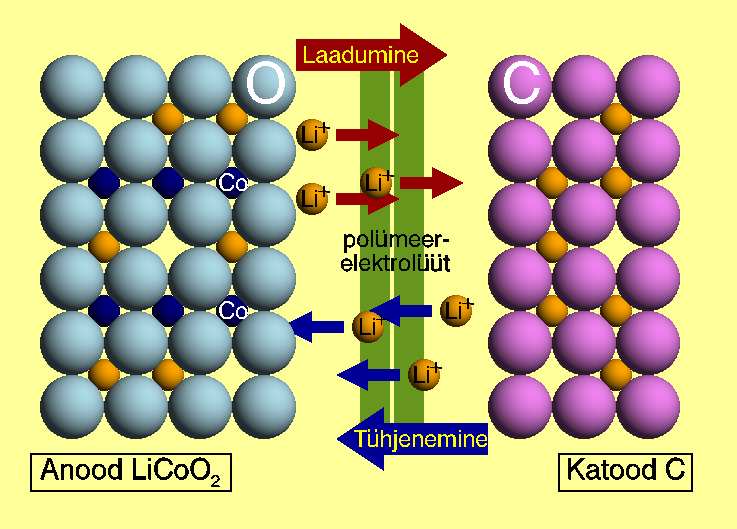 Laadumine
O
C
Li⁺
Co
Li⁺
Li⁺
polümeer-
elektrolüüt
Co
Li⁺
Li⁺
Li⁺
Tühjenemine
Anood LiCoO₂
Katood C